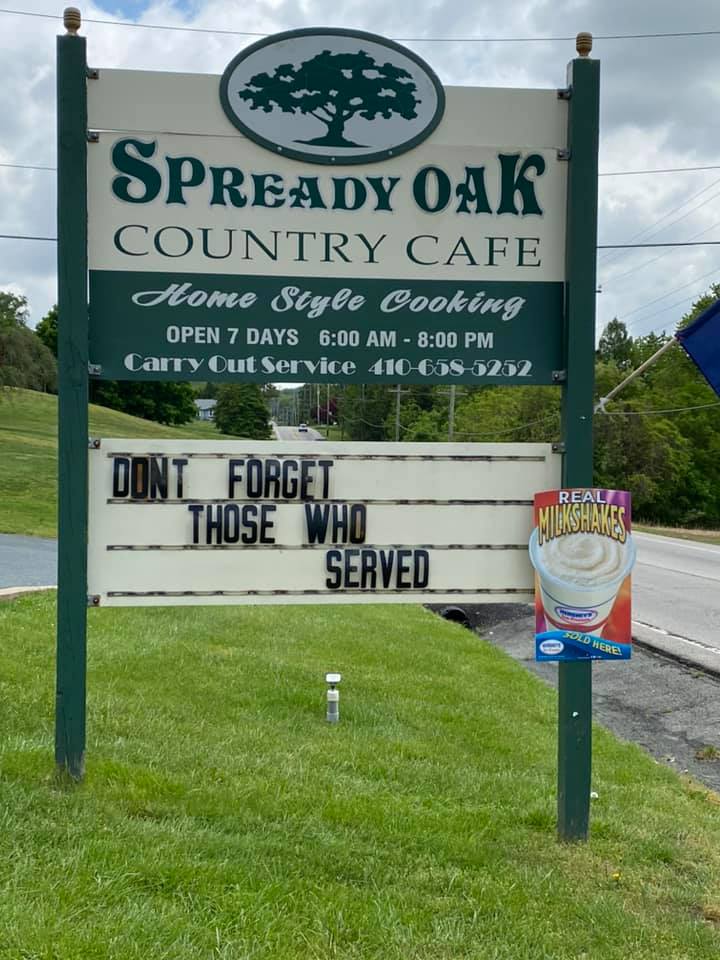 SPREADY OAK
COUNTRY CAFE
Home Style Cooking
OPEN 7 DAYS 6:00 AM - 8:00 PM
Carry Out Service 410-658-5252
DONT FORGET
THOSE WHO
SERVED
REAL
MILKSHAKES
HERSHEY'S
SOLD HERE!